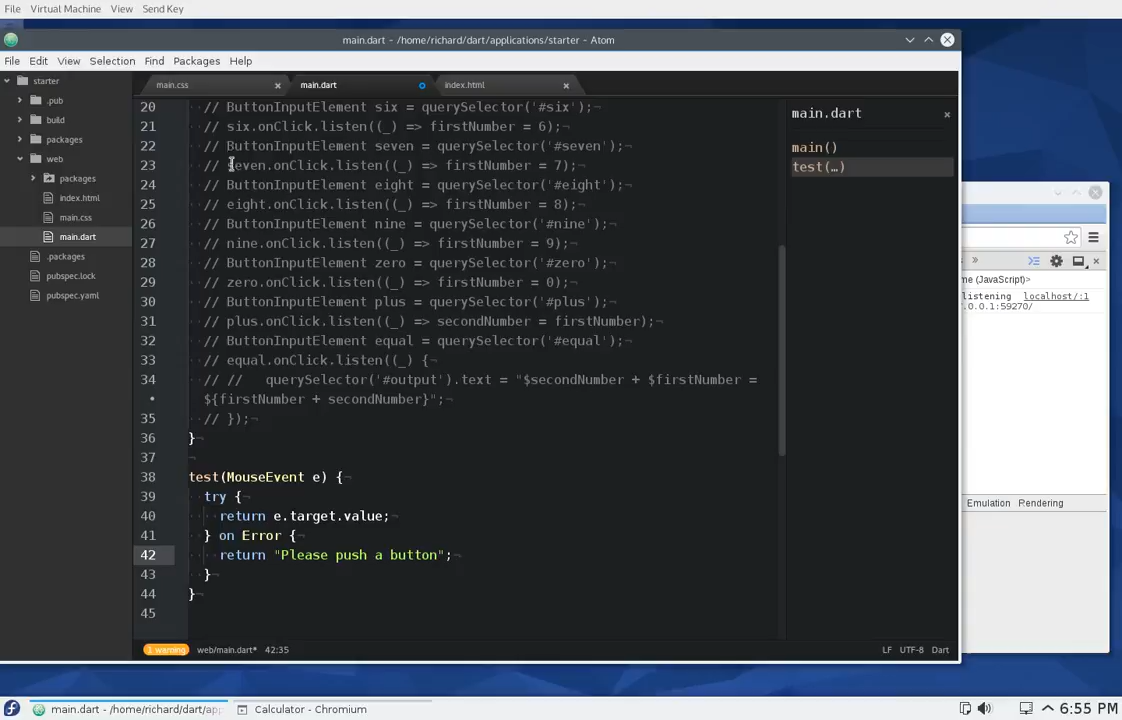 File Virtual Machine View Send Key
main.dart - /home/richard/dart/applications/starter - Atom
File Edit View Selection Find Packages Help
starter
.pub
build
packages
web
packages
index.html
main.css
main.dart
.packages
pubspec.lock
pubspec.yaml
main.css main.dart index.html
20 // ButtonInputElement six = querySelector('#six');
21 // six.onClick.listen((_) => firstNumber = 6);
22 // ButtonInputElement seven = querySelector('#seven');
23 // seven.onClick.listen((_) => firstNumber = 7);
24 // ButtonInputElement eight = querySelector('#eight');
25 // eight.onClick.listen((_) => firstNumber = 8);
26 // ButtonInputElement nine = querySelector('#nine');
27 // nine.onClick.listen((_) => firstNumber = 9);
28 // ButtonInputElement zero = querySelector('#zero');
29 // zero.onClick.listen((_) => firstNumber = 0);
30 // ButtonInputElement plus = querySelector('#plus');
31 // plus.onClick.listen((_) => secondNumber = firstNumber);
32 // ButtonInputElement equal = querySelector('#equal');
33 // equal.onClick.listen((_) {
34 // // querySelector('#output').text = "$secondNumber + $firstNumber =
• ${firstNumber + secondNumber}";
35 // });
36 }
37
38 test(MouseEvent e) {
39 try {
40 return e.target.value;
41 } on Error {
42 return "Please push a button";
43 }
44 }
45
main.dart
main()
test(…)
1 warning web/main.dart* 42:35 LF UTF-8 Dart
me (JavaScript)>
listening localhost/:1
7.0.0.1:59270/
Emulation Rendering
main.dart - /home/richard/dart/app Calculator - Chromium 6:55 PM